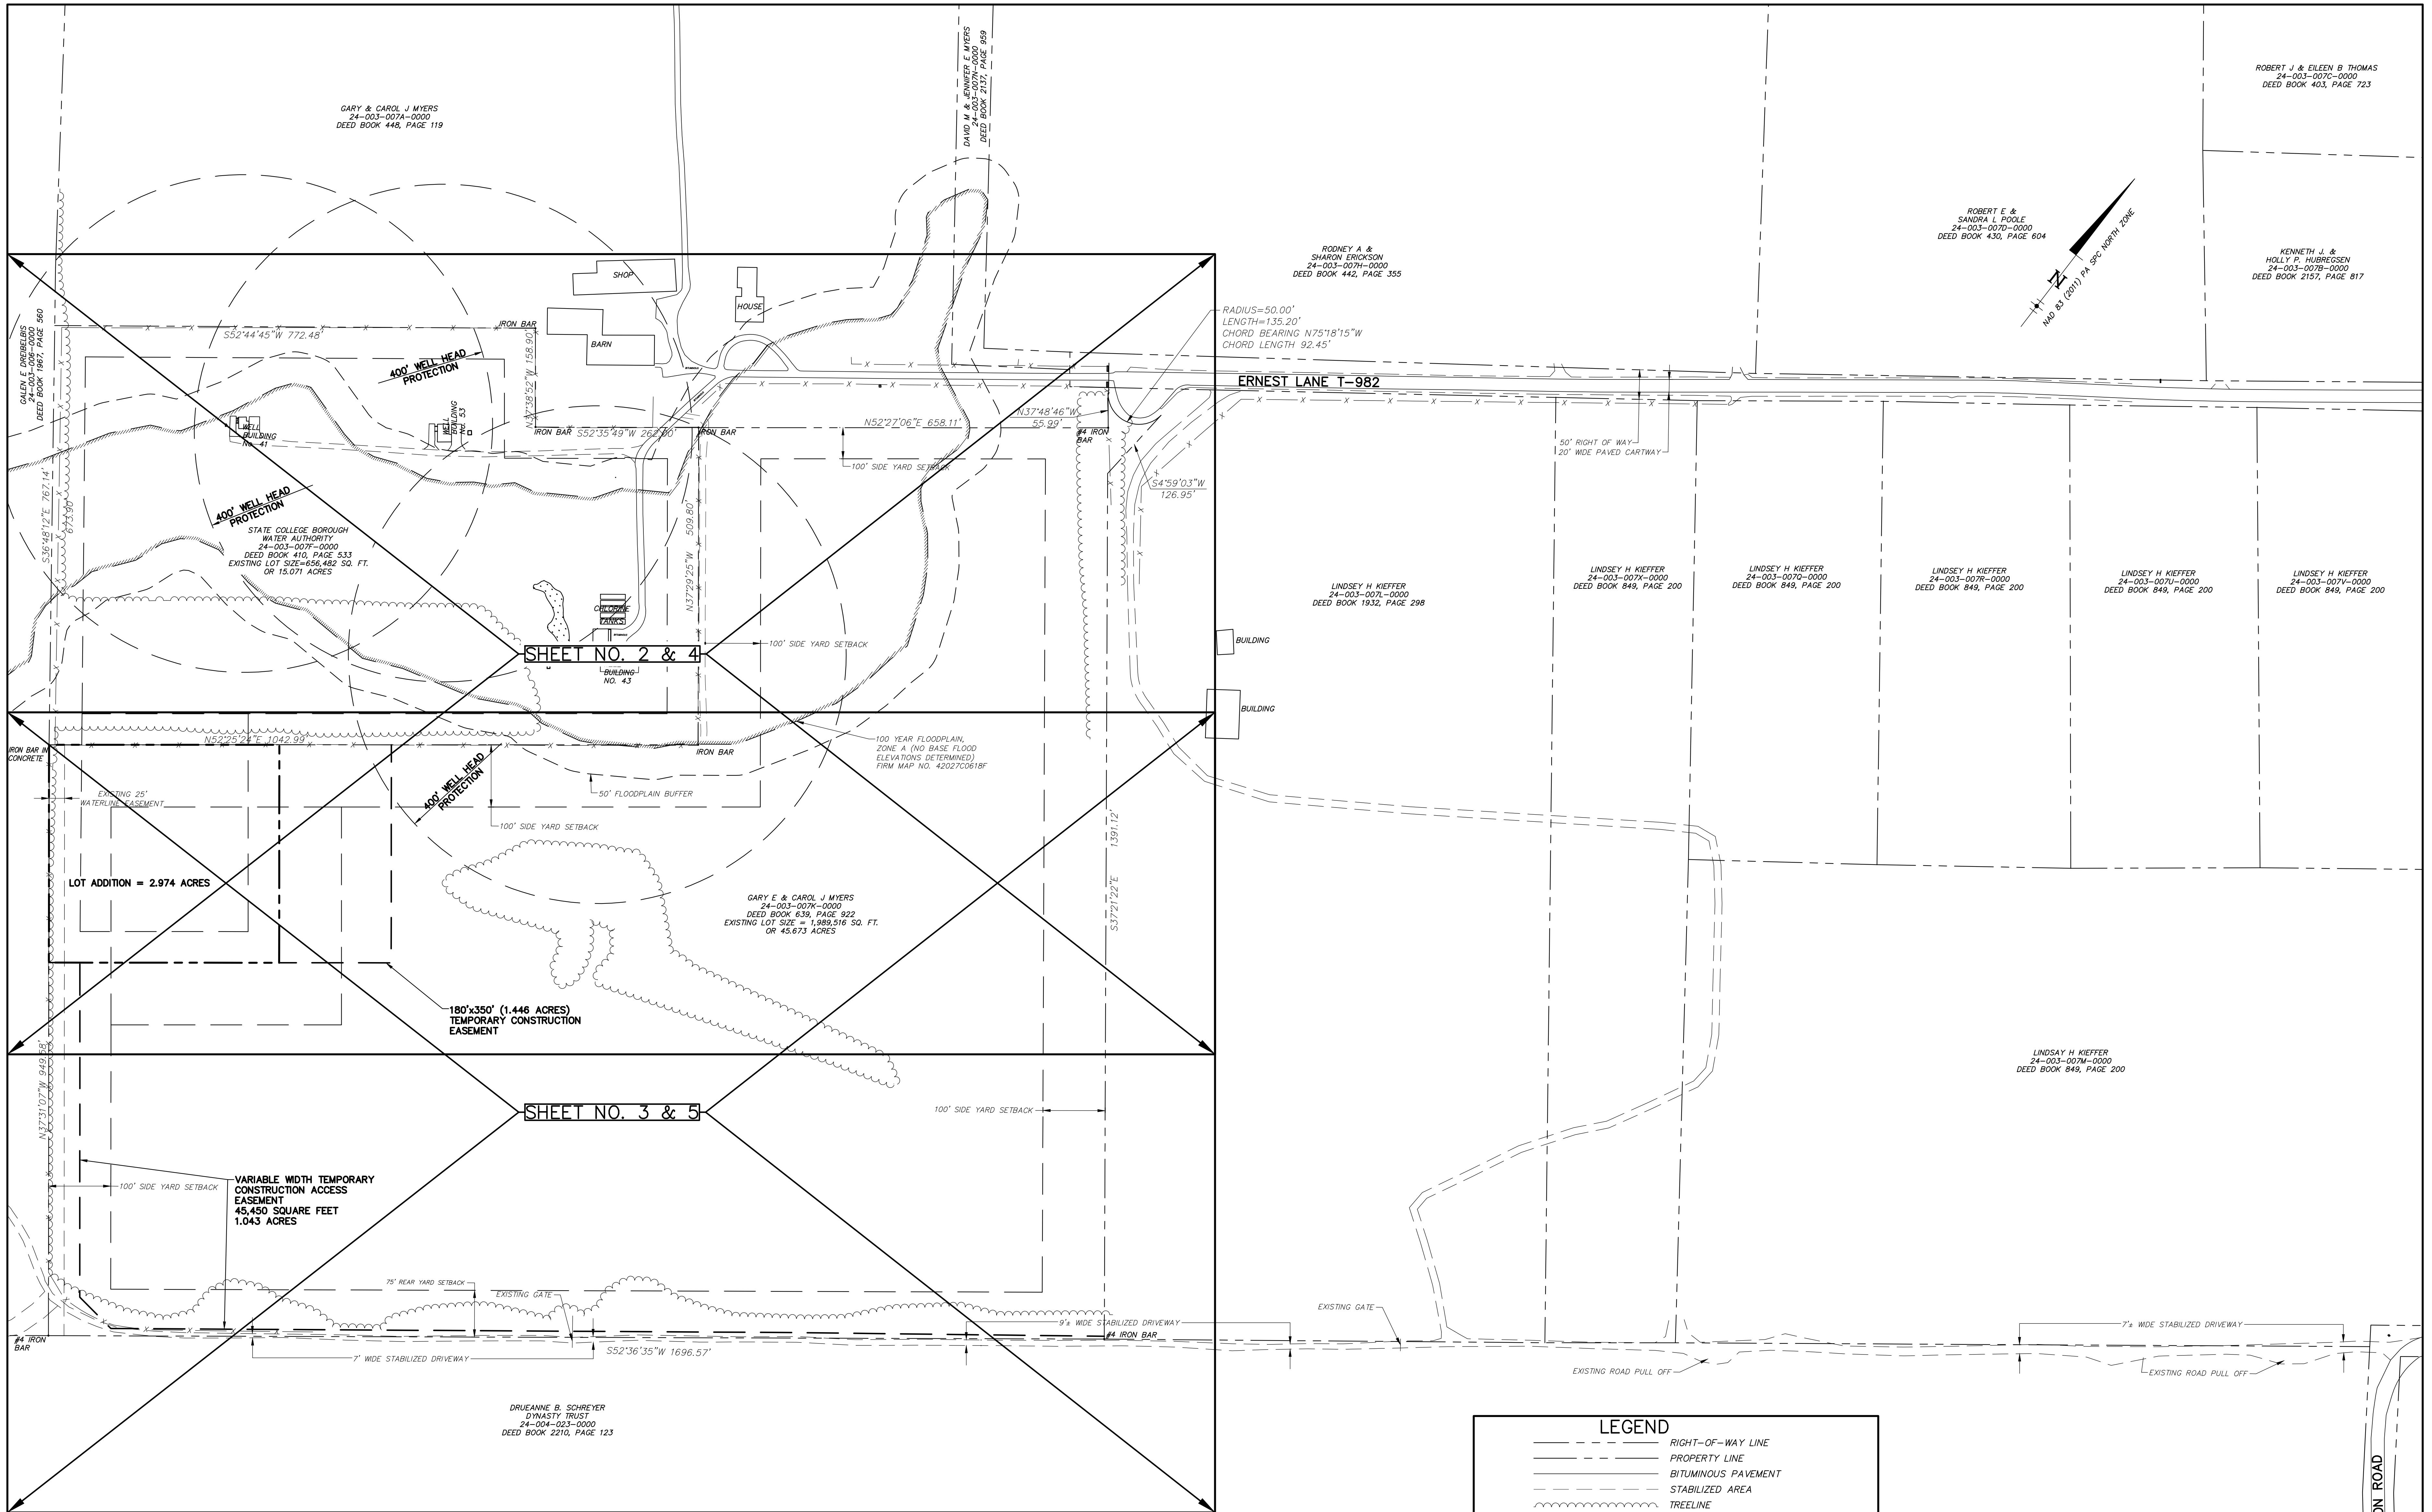 GARY & CAROL J MYERS
24-003-007A-0000
DEED BOOK 448, PAGE 119
DAVID M & JENNIFER E MYERS
24-003-007N-0000
DEED BOOK 2137, PAGE 959
ROBERT J & EILEEN B THOMAS
24-003-007C-0000
DEED BOOK 403, PAGE 723
ROBERT E &
SANDRA L POOLE
24-003-007D-0000
DEED BOOK 430, PAGE 604
N
NAD 83 (2011) PA SPC NORTH ZONE
KENNETH J. &
HOLLY P. HUBREGSEN
24-003-007B-0000
DEED BOOK 2157, PAGE 817
RODNEY A &
SHARON ERICKSON
24-003-007H-0000
DEED BOOK 442, PAGE 355
SHOP
HOUSE
BARN
GALEN E DREIBELBIS
24-003-006-0000
DEED BOOK 1967, PAGE 560
S52°44'45"W 772.48'
IRON BAR
N37°38'52"W 158.90'
400' WELL HEAD
PROTECTION
RADIUS=50.00'
LENGTH=135.20'
CHORD BEARING N75°18'15"W
CHORD LENGTH 92.45'
ERNEST LANE T-982
WELL
BUILDING
No. 41
WELL
BUILDING
No. 53
IRON BAR
S52°35'49"W 262.00'
IRON BAR
N52°27'06"E 658.11'
N37°48'46"W
55.99'
#4 IRON
BAR
50' RIGHT OF WAY
20' WIDE PAVED CARTWAY
100' SIDE YARD SETBACK
S4°59'03"W
126.95'
S36°48'12"E 767.14'
673.90'
400' WELL HEAD
PROTECTION
STATE COLLEGE BOROUGH
WATER AUTHORITY
24-003-007F-0000
DEED BOOK 410, PAGE 533
EXISTING LOT SIZE=656,482 SQ. FT.
OR 15.071 ACRES
N37°29'25"W 509.80'
CHLORINE
TANKS
LINDSEY H KIEFFER
24-003-007L-0000
DEED BOOK 1932, PAGE 298
LINDSEY H KIEFFER
24-003-007X-0000
DEED BOOK 849, PAGE 200
LINDSEY H KIEFFER
24-003-007Q-0000
DEED BOOK 849, PAGE 200
LINDSEY H KIEFFER
24-003-007R-0000
DEED BOOK 849, PAGE 200
LINDSEY H KIEFFER
24-003-007U-0000
DEED BOOK 849, PAGE 200
LINDSEY H KIEFFER
24-003-007V-0000
DEED BOOK 849, PAGE 200
SHEET NO. 2 & 4
100' SIDE YARD SETBACK
BUILDING
NO. 43
BUILDING
BUILDING
IRON BAR IN
CONCRETE
N52°25'24"E 1042.99'
IRON BAR
100 YEAR FLOODPLAIN,
ZONE A (NO BASE FLOOD
ELEVATIONS DETERMINED)
FIRM MAP NO. 42027C0618F
EXISTING 25'
WATERLINE EASEMENT
400' WELL HEAD
PROTECTION
50' FLOODPLAIN BUFFER
100' SIDE YARD SETBACK
S37°21'22"E 1391.12'
LOT ADDITION = 2.974 ACRES
GARY E & CAROL J MYERS
24-003-007K-0000
DEED BOOK 639, PAGE 922
EXISTING LOT SIZE = 1,989,516 SQ. FT.
OR 45.673 ACRES
180'x350' (1.446 ACRES)
TEMPORARY CONSTRUCTION
EASEMENT
N37°31'07"W 949.58'
LINDSAY H KIEFFER
24-003-007M-0000
DEED BOOK 849, PAGE 200
SHEET NO. 3 & 5
100' SIDE YARD SETBACK
100' SIDE YARD SETBACK
VARIABLE WIDTH TEMPORARY
CONSTRUCTION ACCESS
EASEMENT
45,450 SQUARE FEET
1.043 ACRES
75' REAR YARD SETBACK
EXISTING GATE
EXISTING GATE
9'± WIDE STABILIZED DRIVEWAY
7'± WIDE STABILIZED DRIVEWAY
#4 IRON
BAR
#4 IRON BAR
7' WIDE STABILIZED DRIVEWAY
S52°36'35"W 1696.57'
EXISTING ROAD PULL OFF
EXISTING ROAD PULL OFF
DRUEANNE B. SCHREYER
DYNASTY TRUST
24-004-023-0000
DEED BOOK 2210, PAGE 123
LEGEND
RIGHT-OF-WAY LINE
PROPERTY LINE
BITUMINOUS PAVEMENT
STABILIZED AREA
TREELINE
ON ROAD